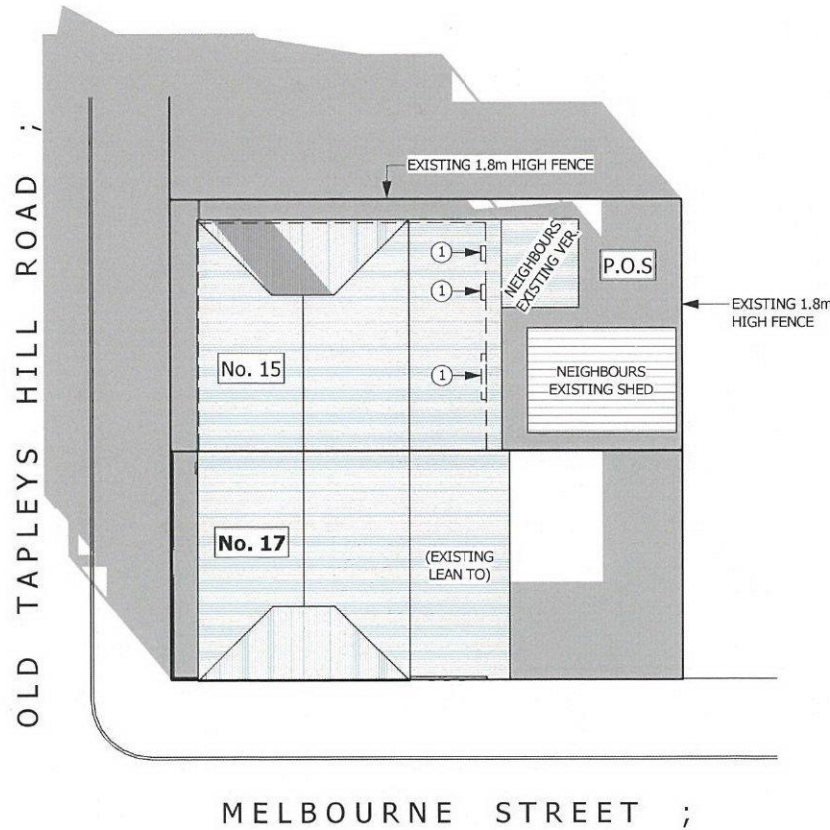 EXISTING 1.8m HIGH FENCE
OLD TAPLEYS HILL ROAD ;
1
NEIGHBOURS
EXISTING VER.
P.O.S
1
EXISTING 1.8m
HIGH FENCE
No. 15
1
NEIGHBOURS
EXISTING SHED
No. 17
(EXISTING
LEAN TO)
MELBOURNE STREET ;